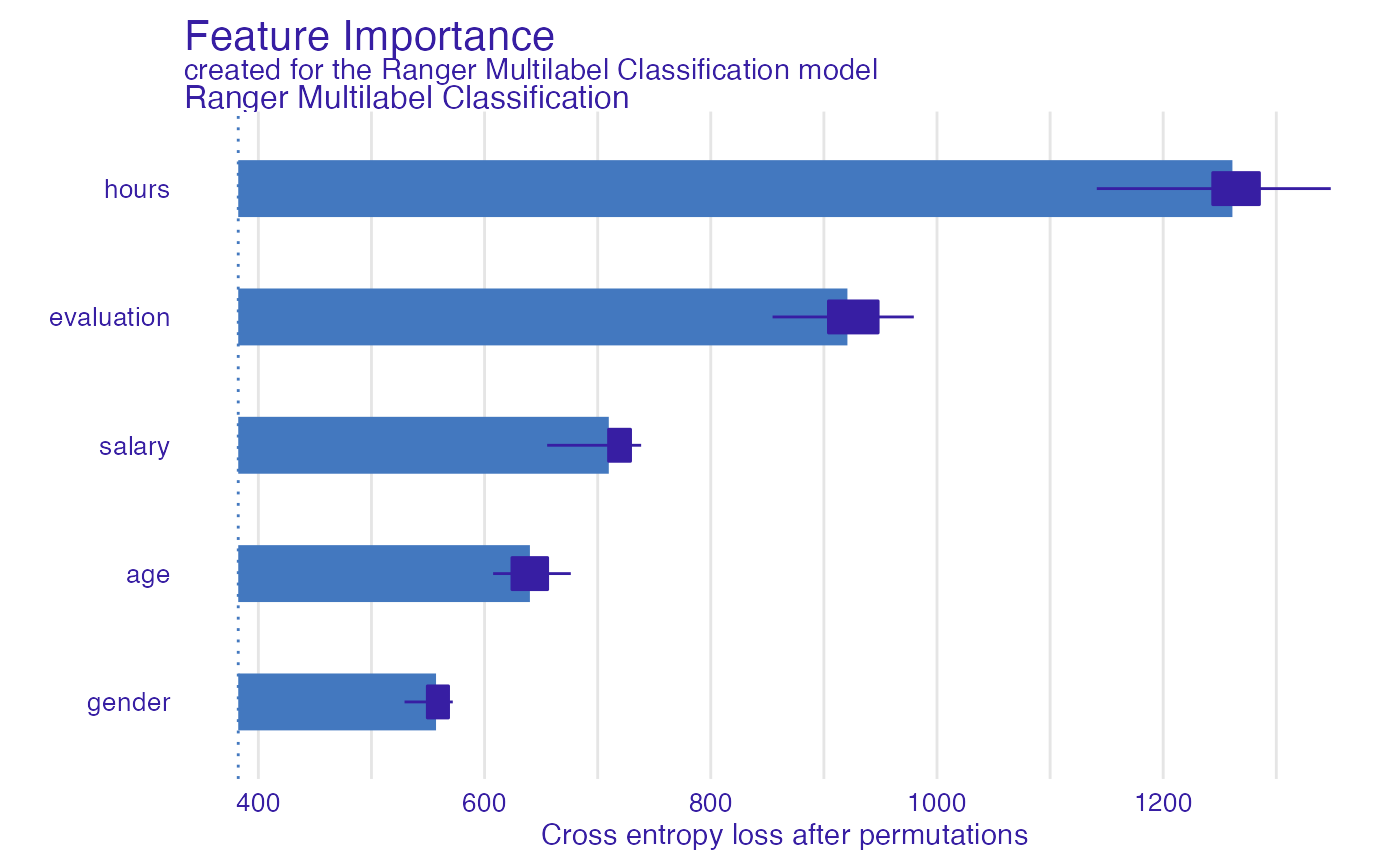 Feature Importance
created for the Ranger Multilabel Classification model
Ranger Multilabel Classification
hours
evaluation
salary
age
gender
400 600 800 1000 1200
Cross entropy loss after permutations